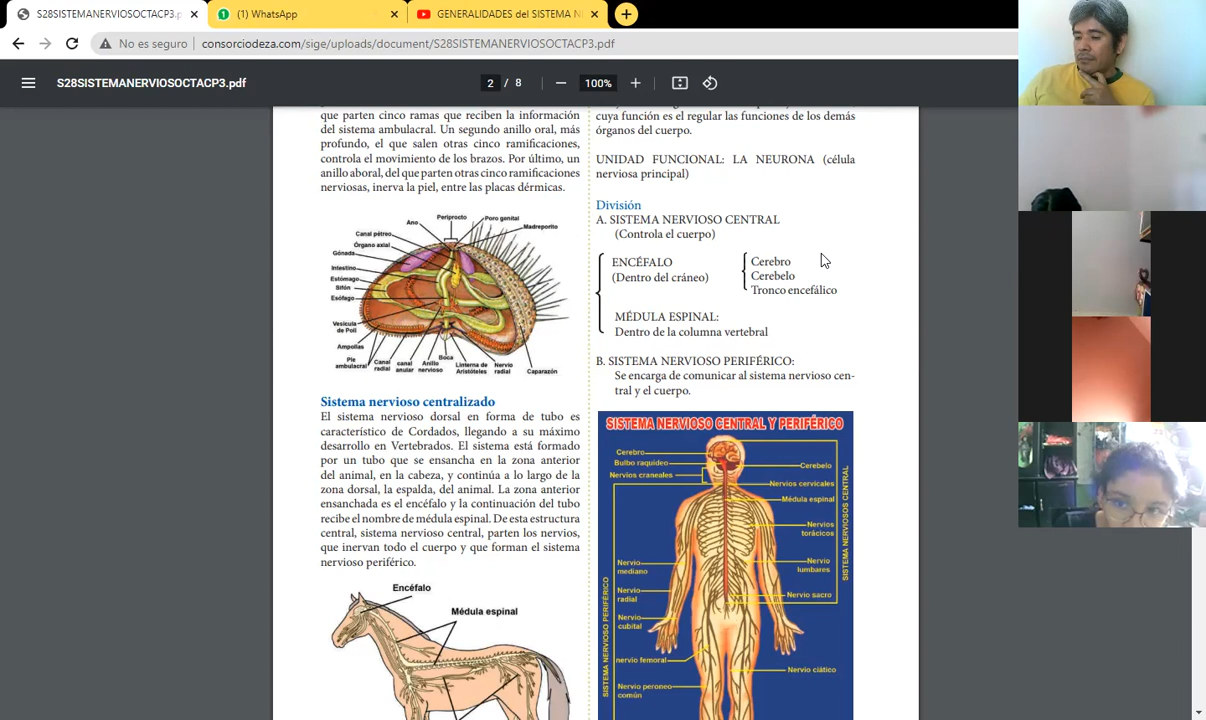 S28SISTEMANERVIOSOCTACP3.p
(1) WhatsApp
GENERALIDADES del SISTEMA N
No es seguro
consorciodeza.com/sige/uploads/document/S28SISTEMANERVIOSOCTACP3.pdf
S28SISTEMANERVIOSOCTACP3.pdf
2 / 8
100%
que parten cinco ramas que reciben la información
del sistema ambulacral. Un segundo anillo oral, más
profundo, el que salen otras cinco ramificaciones,
controla el movimiento de los brazos. Por último, un
anillo aboral, del que parten otras cinco ramificaciones
nerviosas, inerva la piel, entre las placas dérmicas.
Periprocto
Ano
Poro genital
Madreporito
Canal pétreo
Órgano axial
Gónada
Intestino
Estómago
Sifón
Esófago
Vesícula
de Poli
Ampollas
Pie
ambulacral
Canal
radial
canal
anular
Anillo
nervioso
Boca
Linterna de
Aristóteles
Nervio
radial
Caparazón
Sistema nervioso centralizado
El sistema nervioso dorsal en forma de tubo es
característico de Cordados, llegando a su máximo
desarrollo en Vertebrados. El sistema está formado
por un tubo que se ensancha en la zona anterior
del animal, en la cabeza, y continúa a lo largo de la
zona dorsal, la espalda, del animal. La zona anterior
ensanchada es el encéfalo y la continuación del tubo
recibe el nombre de médula espinal. De esta estructura
central, sistema nervioso central, parten los nervios,
que inervan todo el cuerpo y que forman el sistema
nervioso periférico.
Encéfalo
Médula espinal
cuya función es el regular las funciones de los demás
órganos del cuerpo.
UNIDAD FUNCIONAL: LA NEURONA (célula
nerviosa principal)
División
A. SISTEMA NERVIOSO CENTRAL
(Controla el cuerpo)
ENCÉFALO
(Dentro del cráneo)
Cerebro
Cerebelo
Tronco encefálico
MÉDULA ESPINAL:
Dentro de la columna vertebral
B. SISTEMA NERVIOSO PERIFÉRICO:
Se encarga de comunicar al sistema nervioso cen-
tral y el cuerpo.
SISTEMA NERVIOSO CENTRAL Y PERIFÉRICO
Cerebro
Bulbo raquideo
Nervios craneales
Cerebelo
Nervios cervicales
Médula espinal
Nervios
torácicos
Nervio
lumbares
Nervio sacro
SISTEMA NERVIOSOS CENTRAL
Nervio
mediano
Nervio
radial
Nervio
cubital
nervio femoral
Nervio peroneo
común
Nervio ciático
SISTEMA NERVIOSO PERIFÉRICO